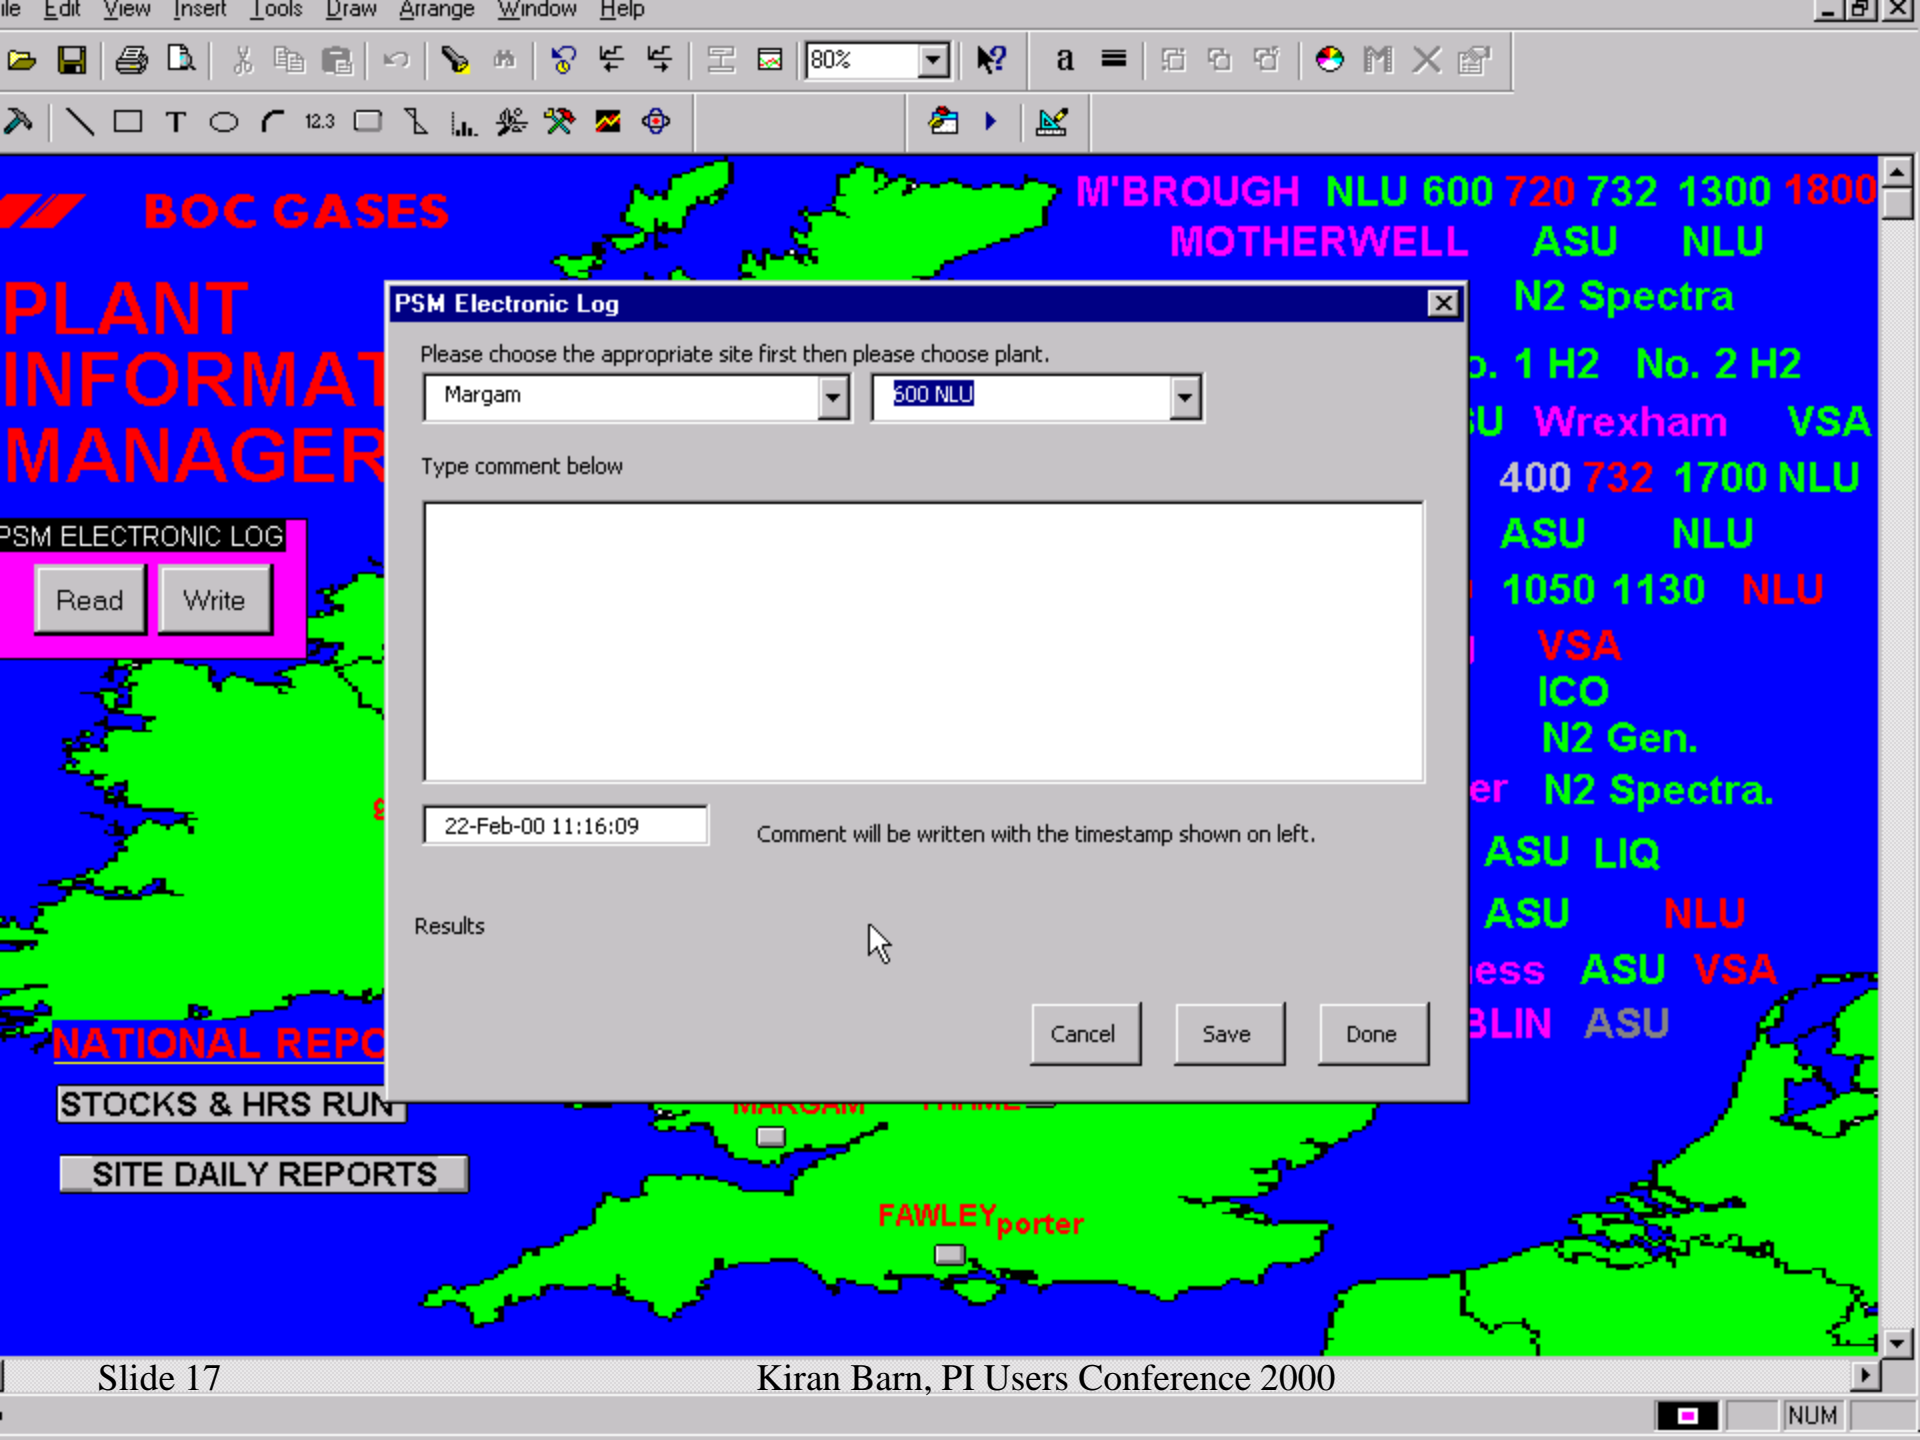 ile Edit View Insert Tools Draw Arrange Window Help
80% a
T 12.3
BOC GASES
M'BROUGH NLU 600 720 732 1300 1800
MOTHERWELL ASU NLU
PLANT
INFORMAT
MANAGER
N2 Spectra
o. 1 H2 No. 2 H2
U Wrexham VSA
400 732 1700 NLU
ASU NLU
1050 1130 NLU
VSA
ICO
N2 Gen.
er N2 Spectra.
ASU LIQ
ASU NLU
ess ASU VSA
BLIN ASU
PSM ELECTRONIC LOG
Read Write
PSM Electronic Log
Please choose the appropriate site first then please choose plant.
Margam 600 NLU
Type comment below
22-Feb-00 11:16:09 Comment will be written with the timestamp shown on left.
Results
Cancel Save Done
NATIONAL REPO
STOCKS & HRS RUN
SITE DAILY REPORTS
MARGAM THAME
FAWLEY porter
Slide 17 Kiran Barn, PI Users Conference 2000
NUM